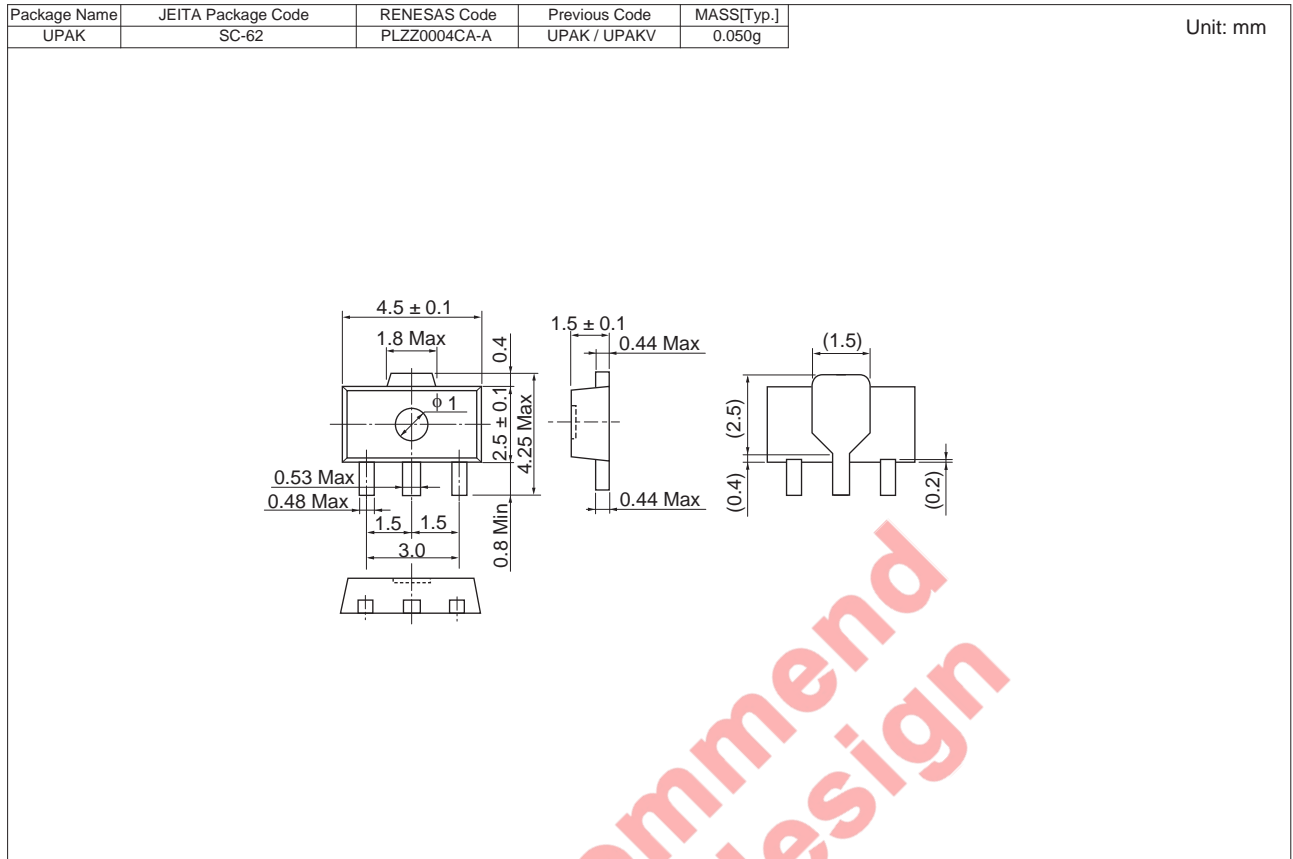 Package Name JEITA Package Code RENESAS Code Previous Code MASS[Typ.]
UPAK SC-62 PLZZ0004CA-A UPAK / UPAKV 0.050g
Unit: mm
4.5 ± 0.1
1.8 Max
0.4
ϕ 1
2.5 ± 0.1
4.25 Max
0.53 Max
0.48 Max
1.5 1.5
3.0
0.8 Min
1.5 ± 0.1
0.44 Max
0.44 Max
(1.5)
(2.5)
(0.4)
(0.2)
design